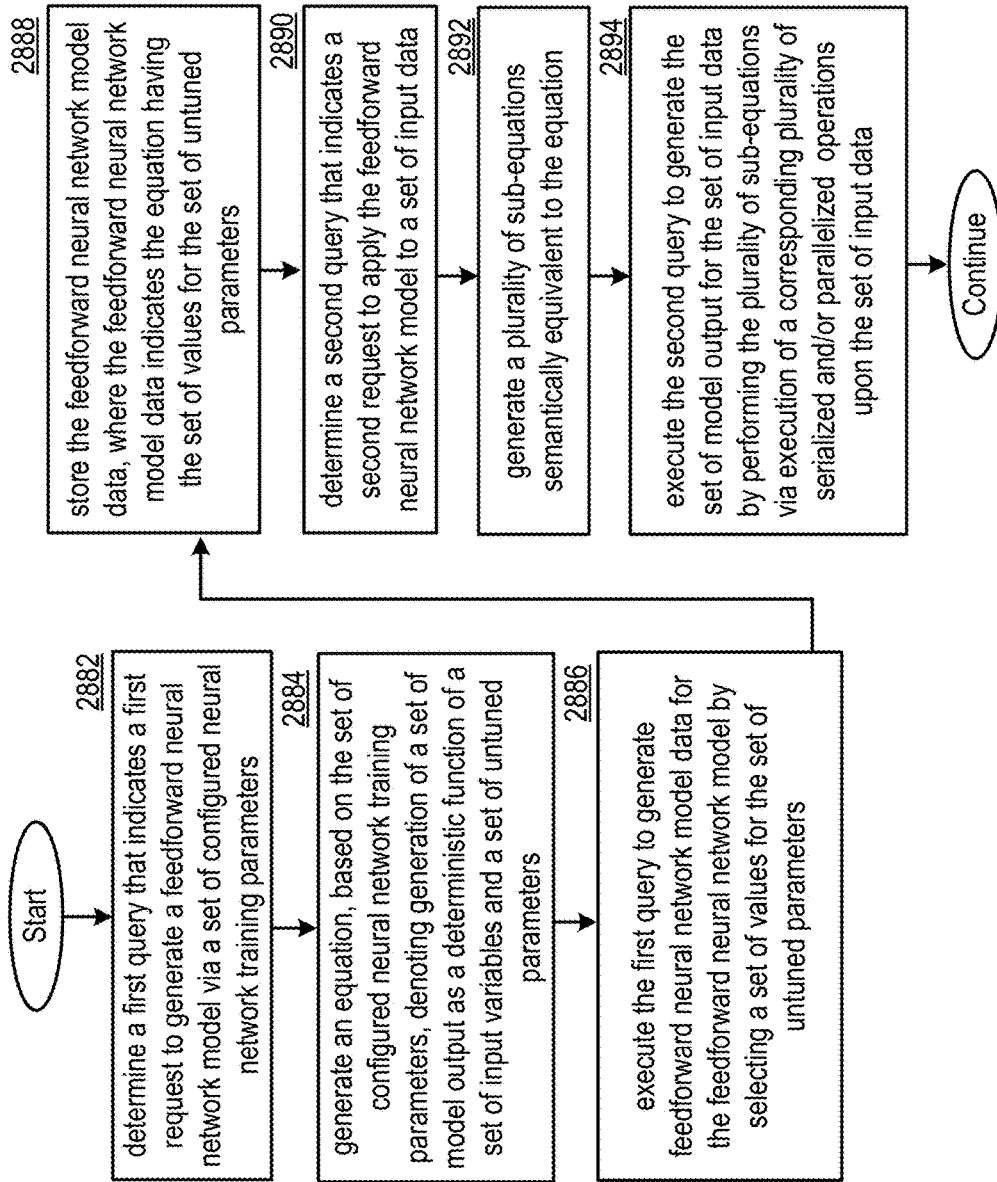 Start
2882
determine a first query that indicates a first
request to generate a feedforward neural
network model via a set of configured neural
network training parameters
2884
generate an equation, based on the set of
configured neural network training
parameters, denoting generation of a set of
model output as a deterministic function of a
set of input variables and a set of untuned
parameters
2886
execute the first query to generate
feedforward neural network model data for
the feedforward neural network model by
selecting a set of values for the set of
untuned parameters
2888
store the feedforward neural network model
data, where the feedforward neural network
model data indicates the equation having
the set of values for the set of untuned
parameters
2890
determine a second query that indicates a
second request to apply the feedforward
neural network model to a set of input data
2892
generate a plurality of sub-equations
semantically equivalent to the equation
2894
execute the second query to generate the
set of model output for the set of input data
by performing the plurality of sub-equations
via execution of a corresponding plurality of
serialized and/or parallelized operations
upon the set of input data
Continue